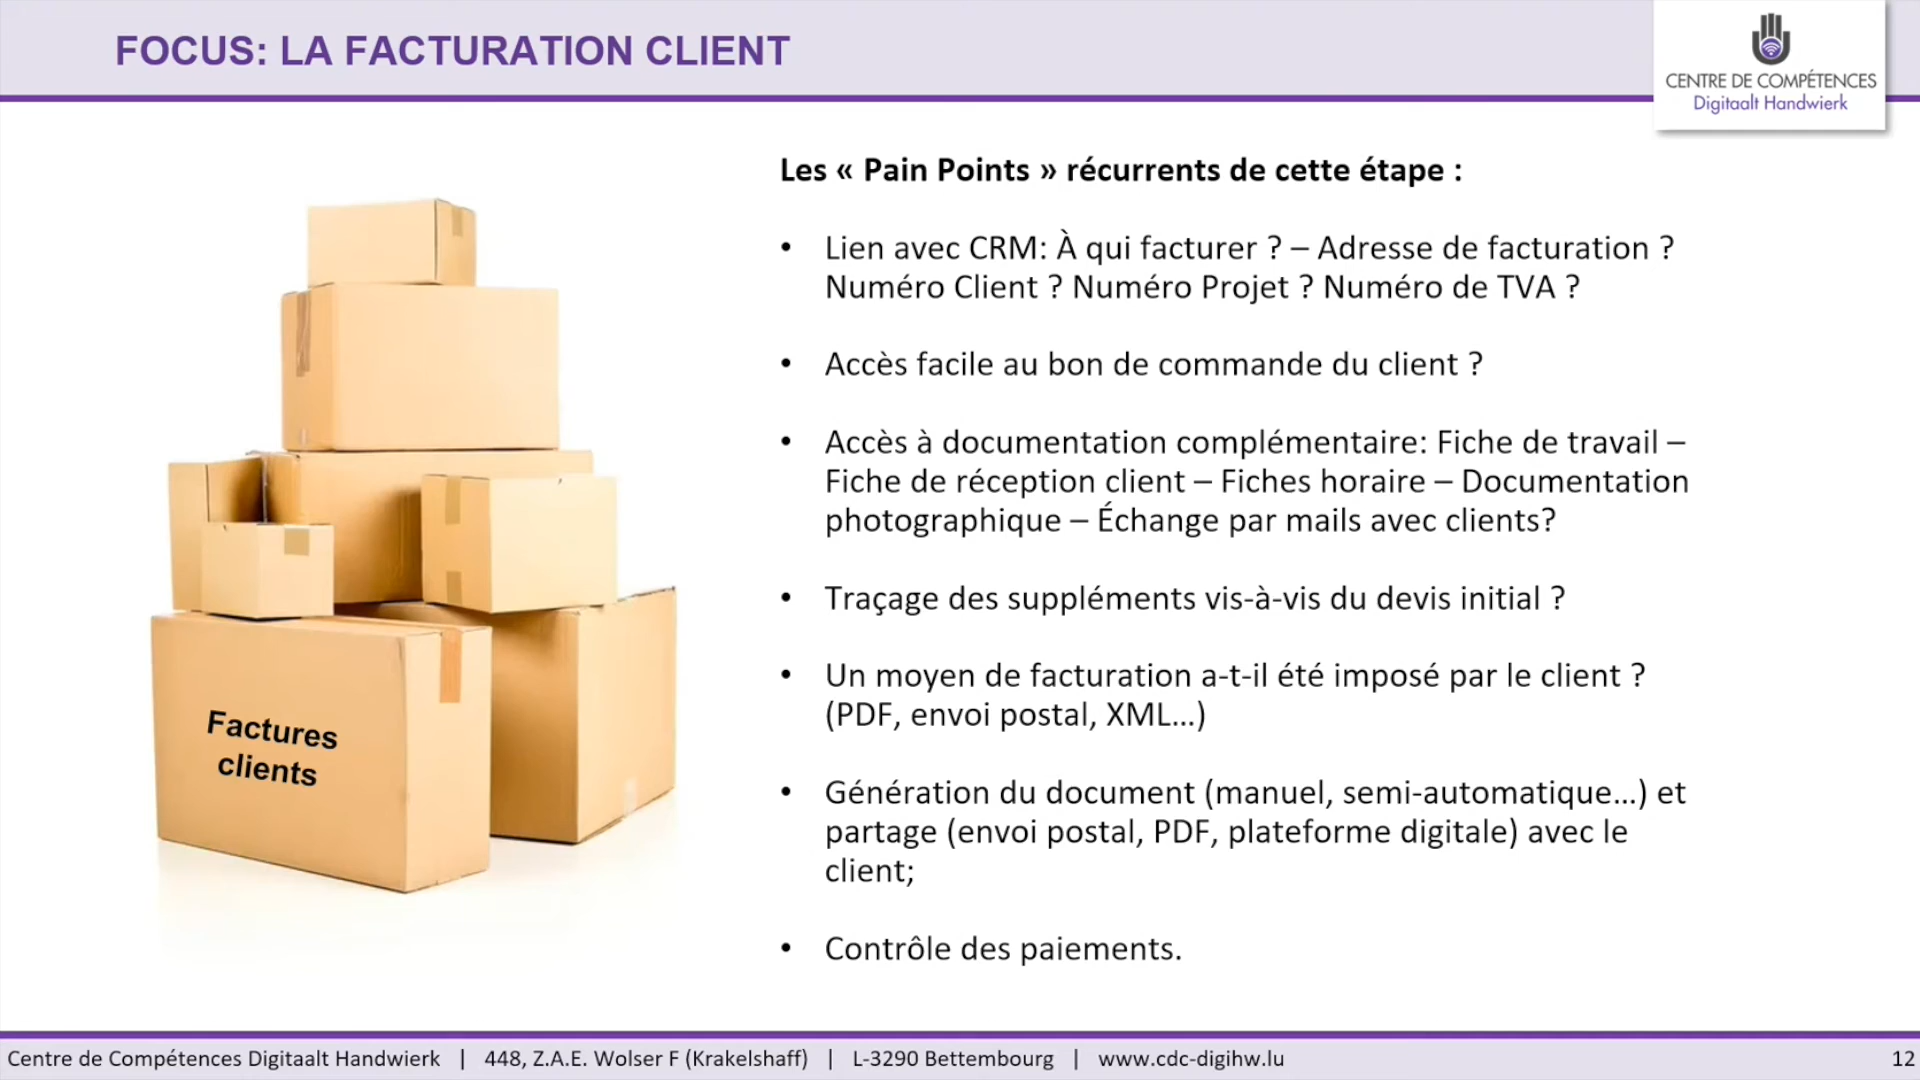 FOCUS: LA FACTURATION CLIENT
CENTRE DE COMPÉTENCES
Digitaalt Handwierk
Les « Pain Points » récurrents de cette étape :
• Lien avec CRM: À qui facturer ? – Adresse de facturation ?
Numéro Client ? Numéro Projet ? Numéro de TVA ?
• Accès facile au bon de commande du client ?
• Accès à documentation complémentaire: Fiche de travail –
Fiche de réception client – Fiches horaire – Documentation
photographique – Échange par mails avec clients?
• Traçage des suppléments vis-à-vis du devis initial ?
• Un moyen de facturation a-t-il été imposé par le client ?
(PDF, envoi postal, XML…)
• Génération du document (manuel, semi-automatique…) et
partage (envoi postal, PDF, plateforme digitale) avec le
client;
• Contrôle des paiements.
Factures
clients
Centre de Compétences Digitaalt Handwierk | 448, Z.A.E. Wolser F (Krakelshaff) | L-3290 Bettembourg | www.cdc-digihw.lu
12